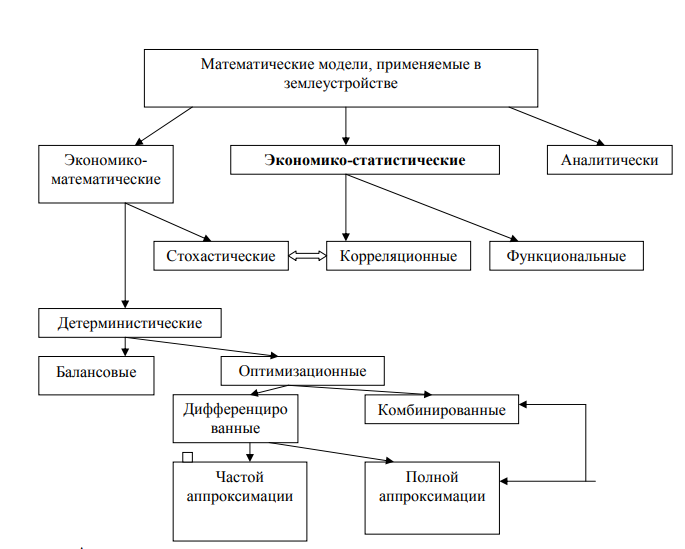 Математические модели, применяемые в
землеустройстве
Экономико-
математические
Экономико-статистические
Аналитически
Стохастические
Корреляционные
Функциональные
Детерминистические
Балансовые
Оптимизационные
Дифференциро
ванные
Комбинированные
Частой
аппроксимации
Полной
аппроксимации